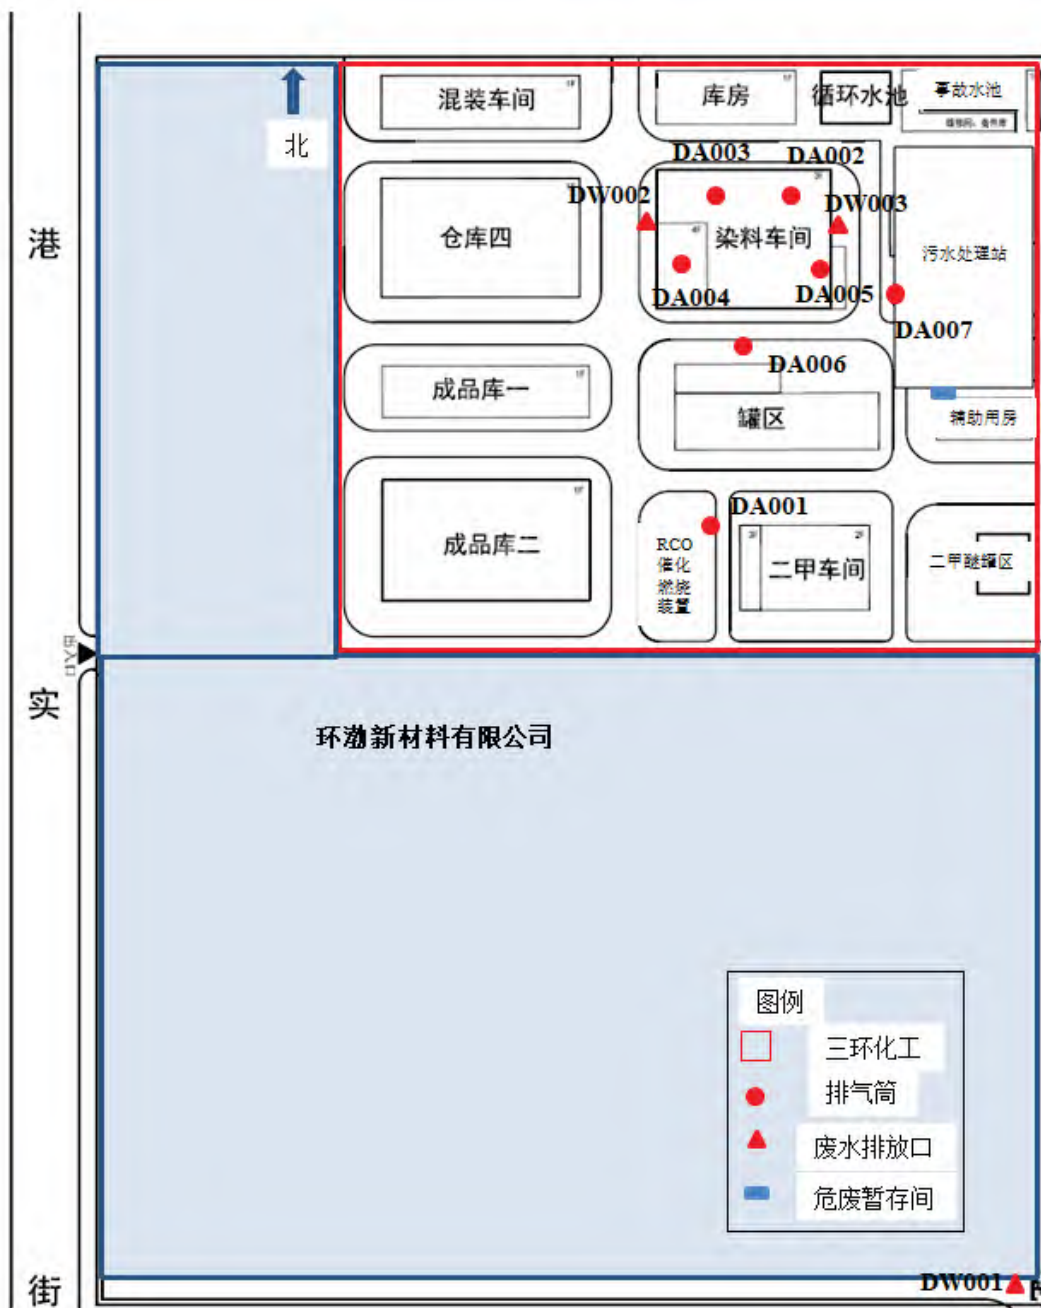 北
港
实
街
混装车间
库房
循环水池
事故水池
DA003
DA002
DW002
DW003
仓库四
染料车间
污水处理站
DA004
DA005
DA007
DA006
成品库一
罐区
辅助用房
DA001
成品库二
RCO
催化
燃烧
装置
二甲车间
二甲醚罐区
环渤新材料有限公司
图例
三环化工
排气筒
废水排放口
危废暂存间
DW001